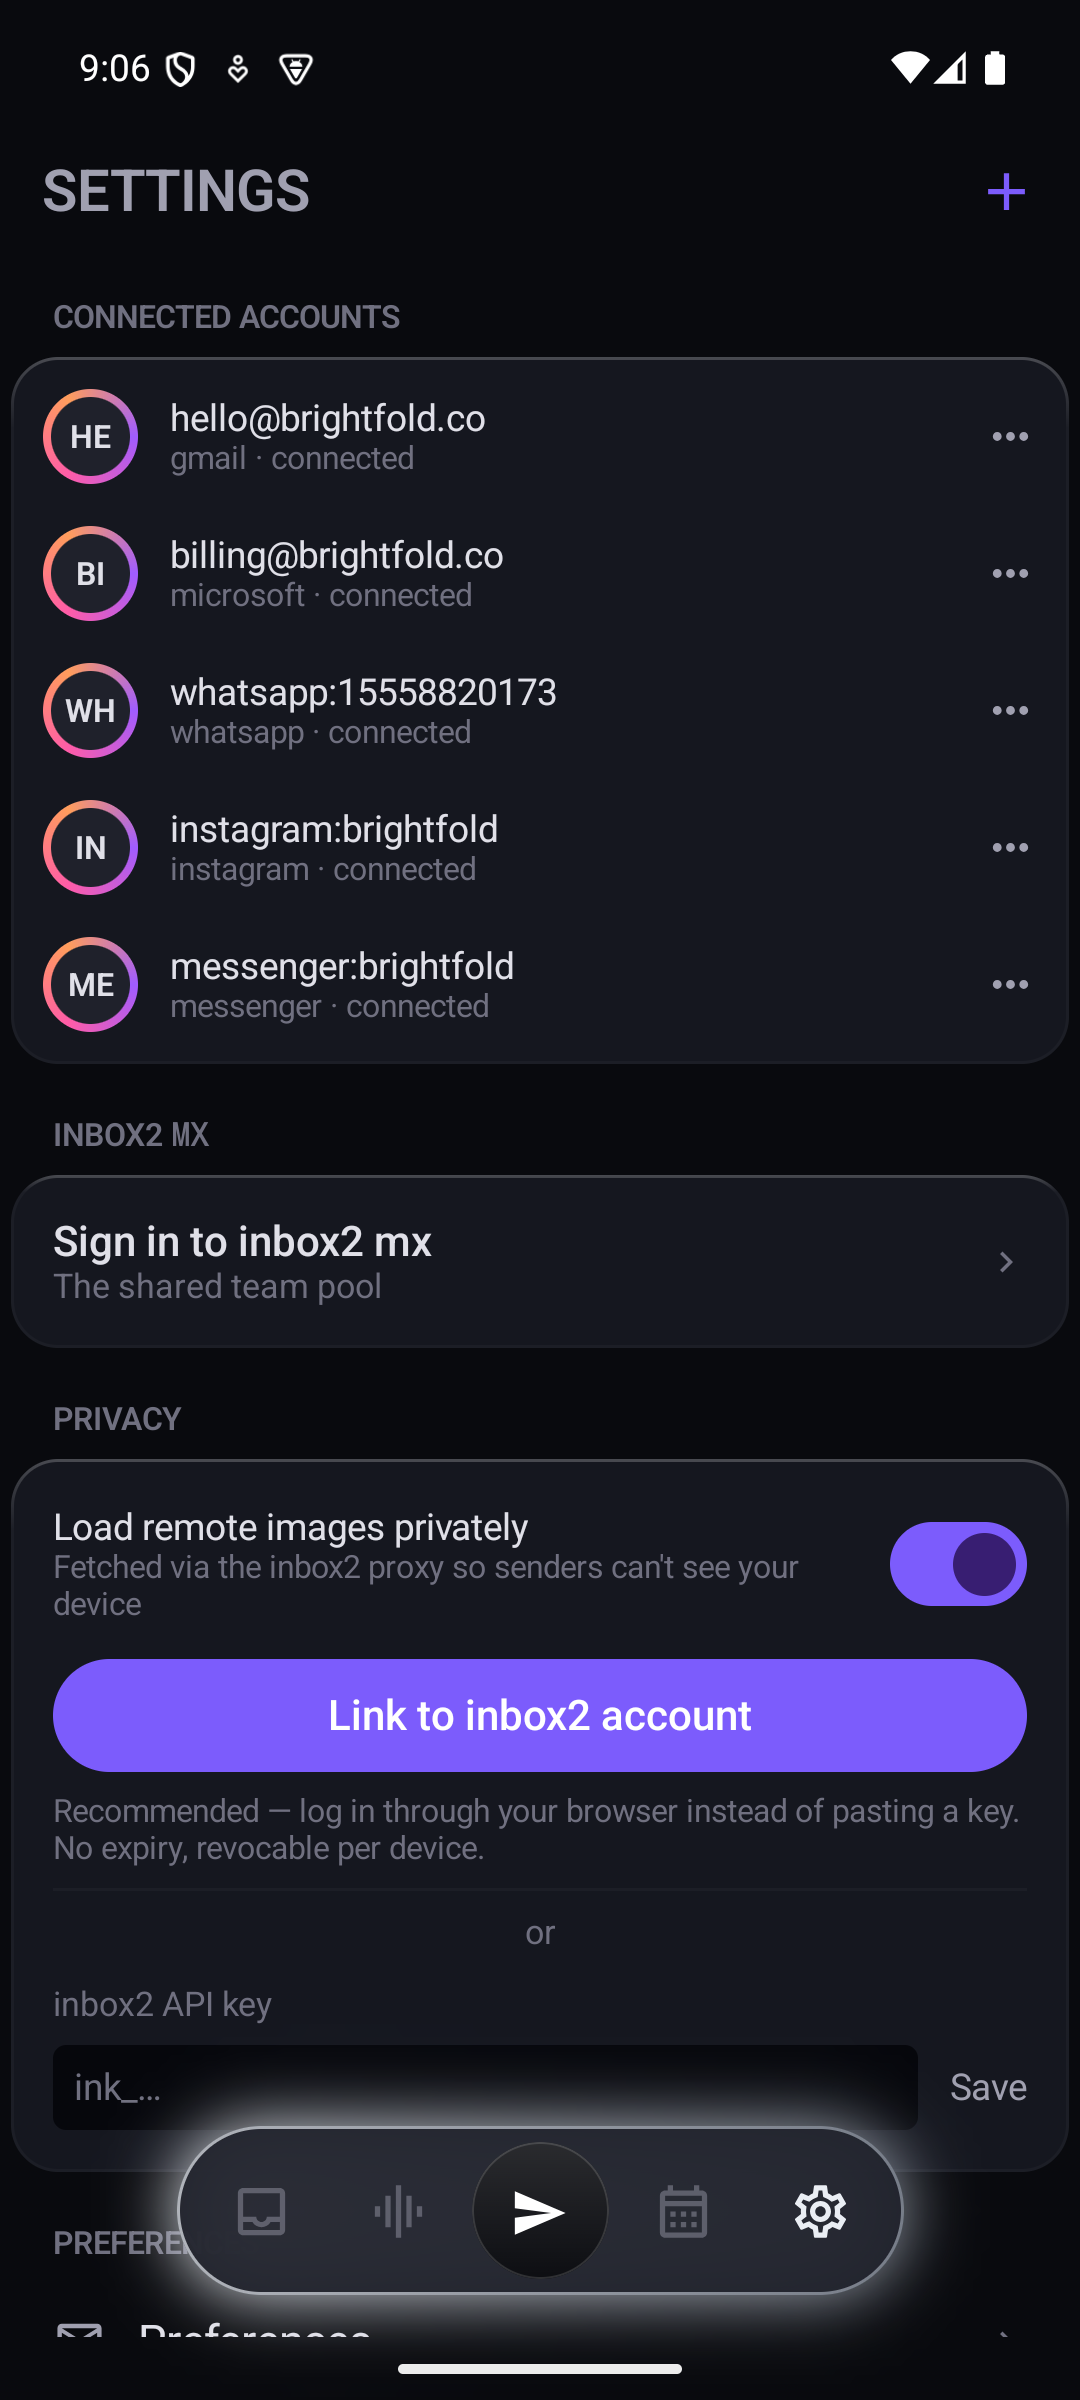 9:06
SETTINGS
CONNECTED ACCOUNTS
HE
hello@brightfold.co
gmail · connected
BI
billing@brightfold.co
microsoft · connected
WH
whatsapp:15558820173
whatsapp · connected
IN
instagram:brightfold
instagram · connected
ME
messenger:brightfold
messenger · connected
INBOX2 MX
Sign in to inbox2 mx
The shared team pool
PRIVACY
Load remote images privately
Fetched via the inbox2 proxy so senders can't see your
device
Link to inbox2 account
Recommended — log in through your browser instead of pasting a key.
No expiry, revocable per device.
or
inbox2 API key
ink_...
Save
Preferences